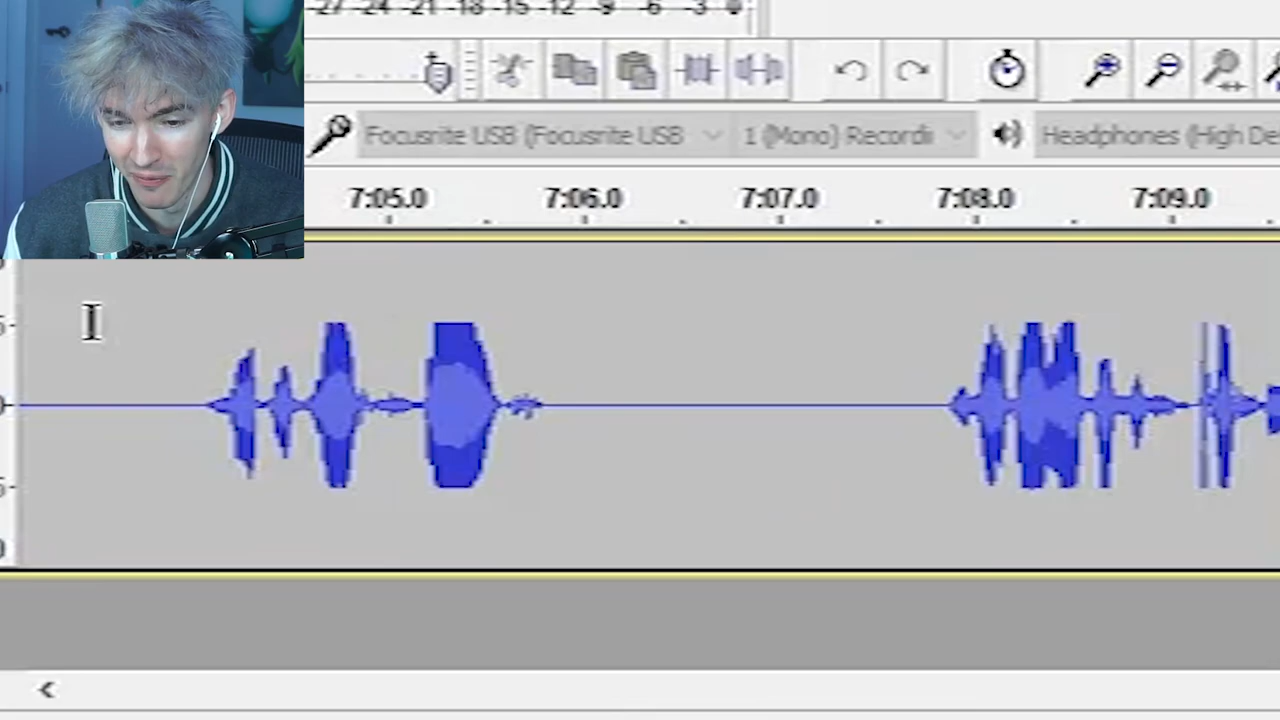 -27 -24 -21 -18 -15 -12 -9 -6 -3 0
Focusrite USB (Focusrite USB 1 (Mono) Recordi Headphones (High De
7:05.0 7:06.0 7:07.0 7:08.0 7:09.0